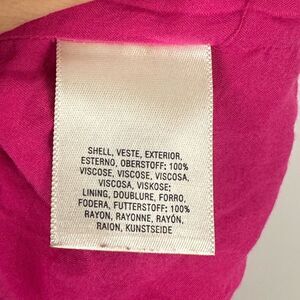 SHELL, VESTE, EXTERIOR,
ESTERNO, OBERSTOFF: 100%
VISCOSE, VISCOSE, VISCOSA,
VISCOSA, VISKOSE;
LINING, DOUBLURE, FORRO,
FODERA, FUTTERSTOFF: 100%
RAYON, RAYONNE, RAYÓN,
RAION, KUNSTSEIDE